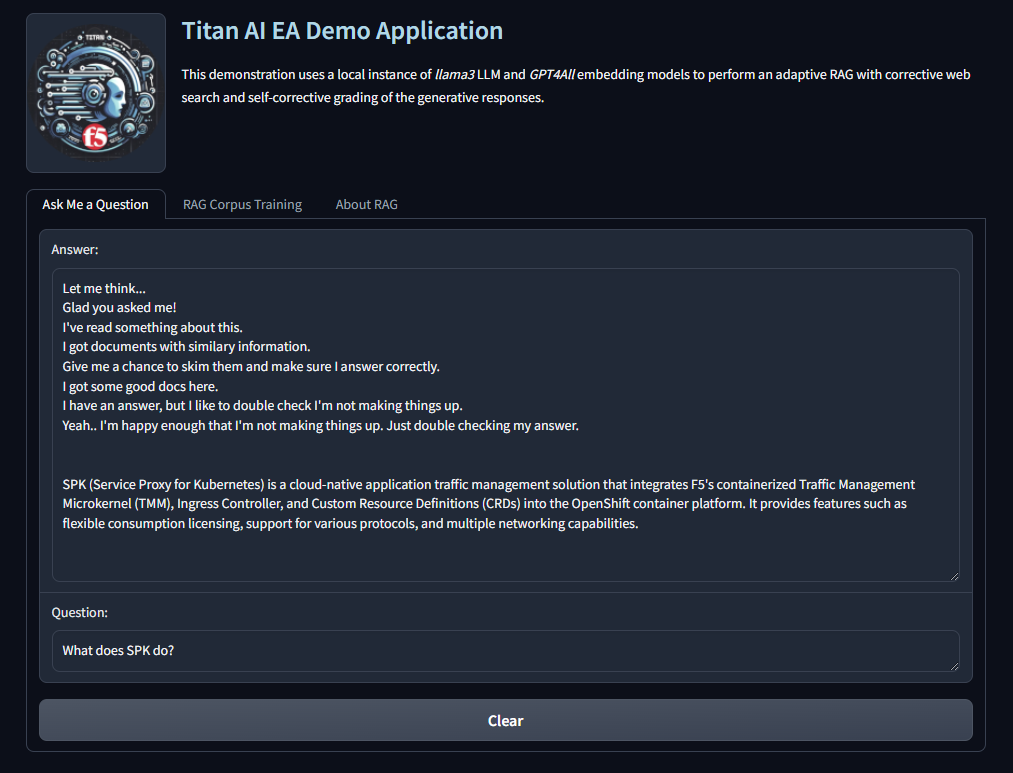 TITAN
f5
Titan AI EA Demo Application
This demonstration uses a local instance of llama3 LLM and GPT4All embedding models to perform an adaptive RAG with corrective web
search and self-corrective grading of the generative responses.
Ask Me a Question
RAG Corpus Training
About RAG
Answer:
Let me think...
Glad you asked me!
I've read something about this.
I got documents with similary information.
Give me a chance to skim them and make sure I answer correctly.
I got some good docs here.
I have an answer, but I like to double check I'm not making things up.
Yeah.. I'm happy enough that I'm not making things up. Just double checking my answer.
SPK (Service Proxy for Kubernetes) is a cloud-native application traffic management solution that integrates F5's containerized Traffic Management
Microkernel (TMM), Ingress Controller, and Custom Resource Definitions (CRDs) into the OpenShift container platform. It provides features such as
flexible consumption licensing, support for various protocols, and multiple networking capabilities.
Question:
What does SPK do?
Clear